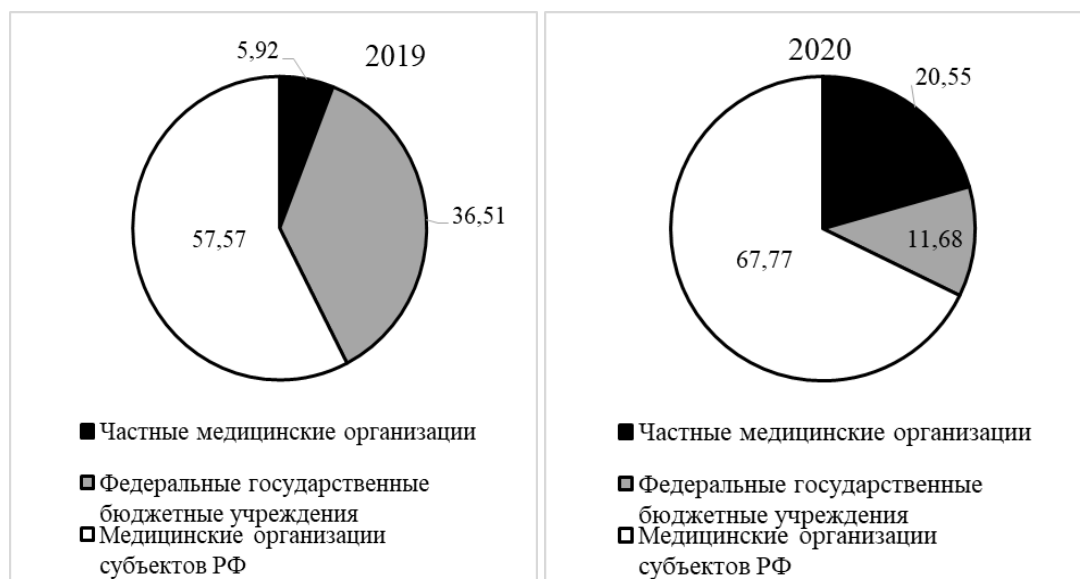 5,92
2019
36,51
57,57
Частные медицинские организации
Федеральные государственные
бюджетные учреждения
Медицинские организации
субъектов РФ
2020
20,55
11,68
67,77
Частные медицинские организации
Федеральные государственные
бюджетные учреждения
Медицинские организации
субъектов РФ